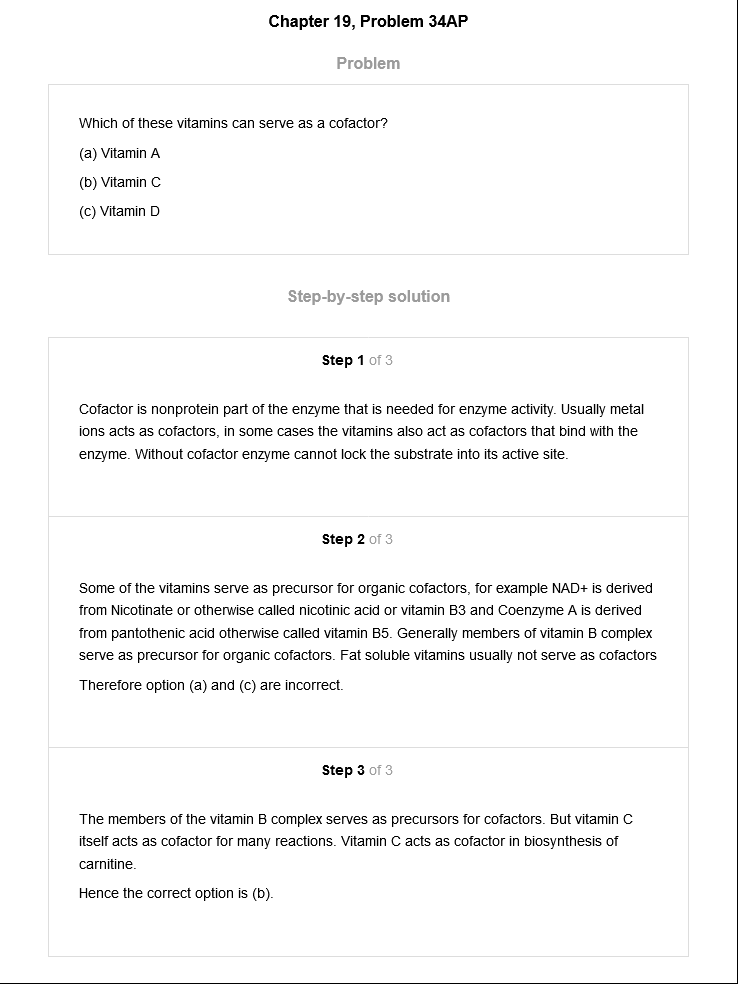 Chapter 19, Problem 34AP
Problem
Which of these vitamins can serve as a cofactor?
(a) Vitamin A
(b) Vitamin C
(c) Vitamin D
Step-by-step solution
Step 1 of 3
Cofactor is nonprotein part of the enzyme that is needed for enzyme activity. Usually metal
ions acts as cofactors, in some cases the vitamins also act as cofactors that bind with the
enzyme. Without cofactor enzyme cannot lock the substrate into its active site.
Step 2 of 3
Some of the vitamins serve as precursor for organic cofactors, for example NAD+ is derived
from Nicotinate or otherwise called nicotinic acid or vitamin B3 and Coenzyme A is derived
from pantothenic acid otherwise called vitamin B5. Generally members of vitamin B complex
serve as precursor for organic cofactors. Fat soluble vitamins usually not serve as cofactors
Therefore option (a) and (c) are incorrect.
Step 3 of 3
The members of the vitamin B complex serves as precursors for cofactors. But vitamin C
itself acts as cofactor for many reactions. Vitamin C acts as cofactor in biosynthesis of
carnitine.
Hence the correct option is (b).